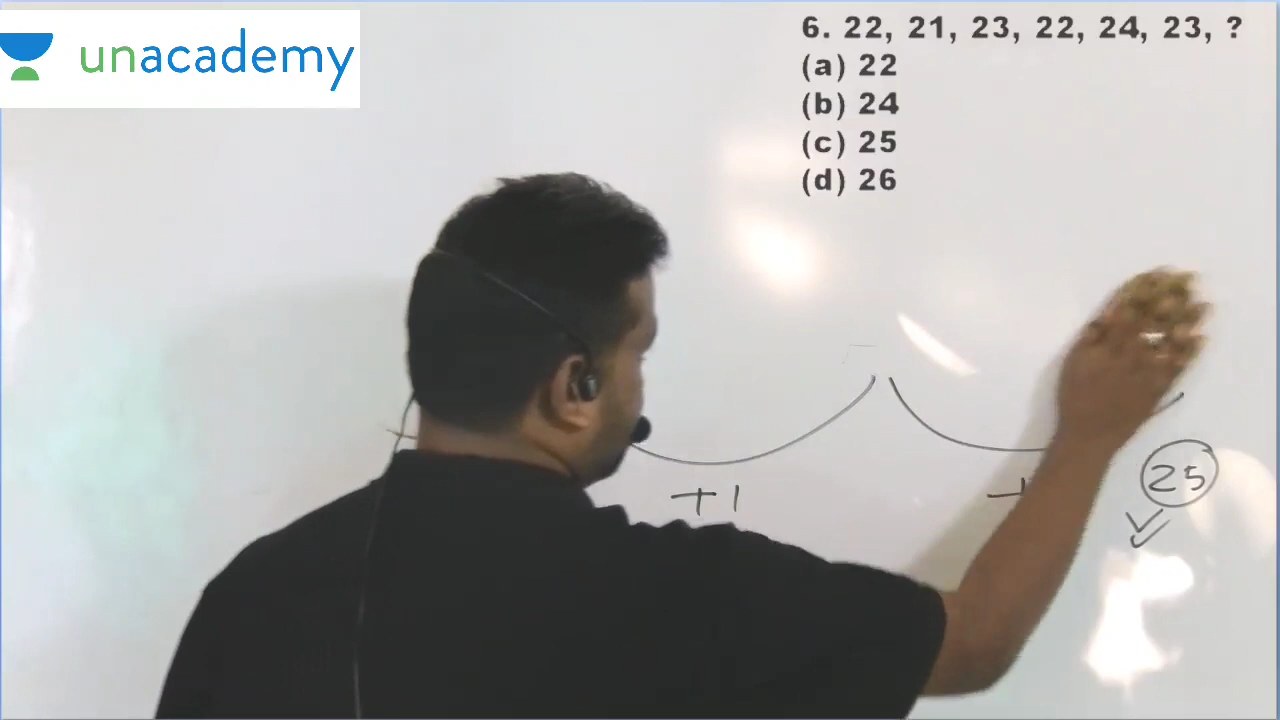 unacademy
6. 22, 21, 23, 22, 24, 23, ?
(a) 22
(b) 24
(c) 25
(d) 26
+1
25